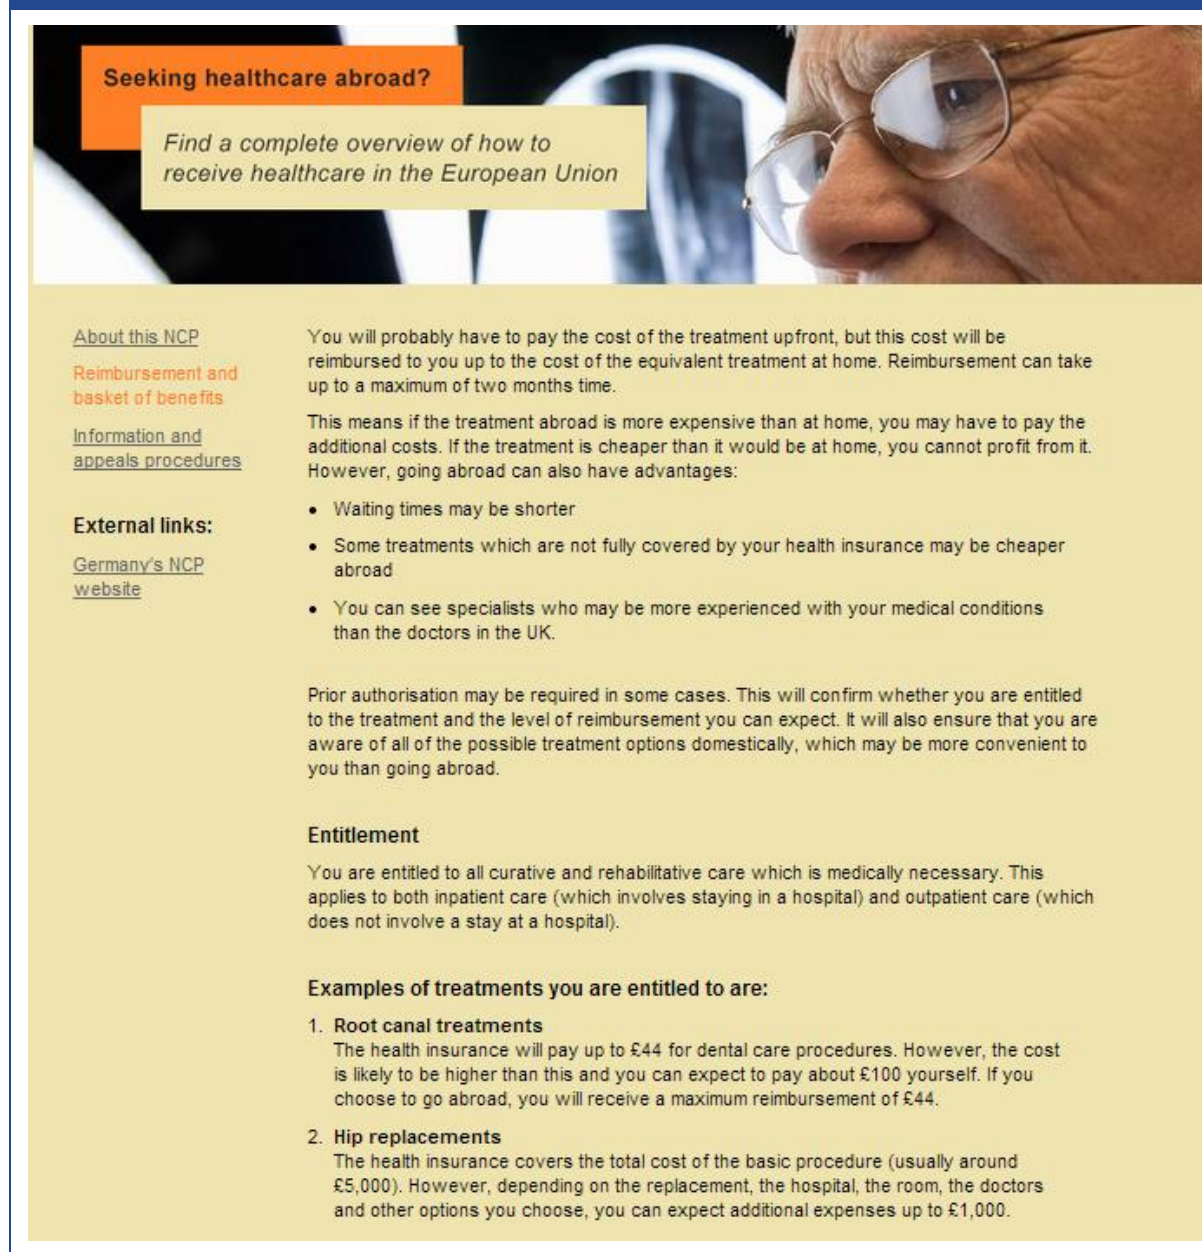 Seeking healthcare abroad?
Find a complete overview of how to
receive healthcare in the European Union
About this NCP
Reimbursement and
basket of benefits
Information and
appeals procedures
External links:
Germany's NCP
website
You will probably have to pay the cost of the treatment upfront, but this cost will be
reimbursed to you up to the cost of the equivalent treatment at home. Reimbursement can take
up to a maximum of two months time.
This means if the treatment abroad is more expensive than at home, you may have to pay the
additional costs. If the treatment is cheaper than it would be at home, you cannot profit from it.
However, going abroad can also have advantages:
• Waiting times may be shorter
• Some treatments which are not fully covered by your health insurance may be cheaper
abroad
• You can see specialists who may be more experienced with your medical conditions
than the doctors in the UK.
Prior authorisation may be required in some cases. This will confirm whether you are entitled
to the treatment and the level of reimbursement you can expect. It will also ensure that you are
aware of all of the possible treatment options domestically, which may be more convenient to
you than going abroad.
Entitlement
You are entitled to all curative and rehabilitative care which is medically necessary. This
applies to both inpatient care (which involves staying in a hospital) and outpatient care (which
does not involve a stay at a hospital).
Examples of treatments you are entitled to are:
1. Root canal treatments
The health insurance will pay up to £44 for dental care procedures. However, the cost
is likely to be higher than this and you can expect to pay about £100 yourself. If you
choose to go abroad, you will receive a maximum reimbursement of £44.
2. Hip replacements
The health insurance covers the total cost of the basic procedure (usually around
£5,000). However, depending on the replacement, the hospital, the room, the doctors
and other options you choose, you can expect additional expenses up to £1,000.